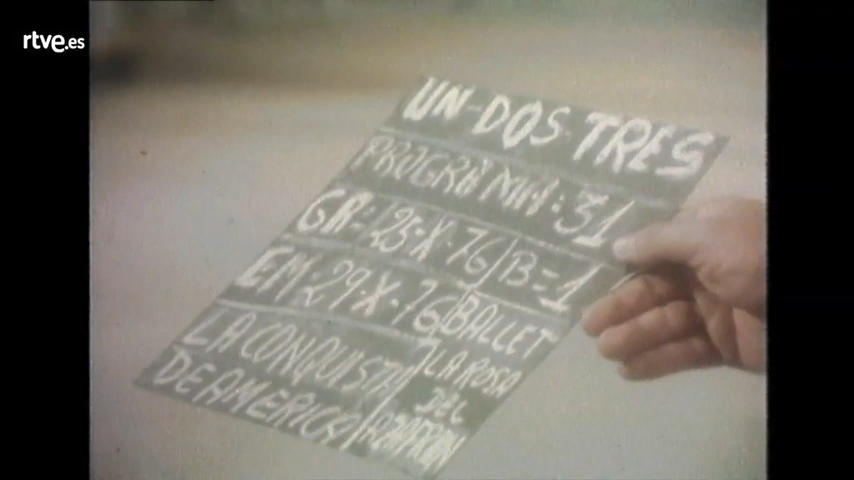 rtve.es
UN-DOS-TRES
PROGRAMA: 31
GR: 25·X·76 B=1
EM: 29·X·76 BALLET
LA CONQUISTA
DE AMERICA
LA ROSA
DEL
AZAFRAN